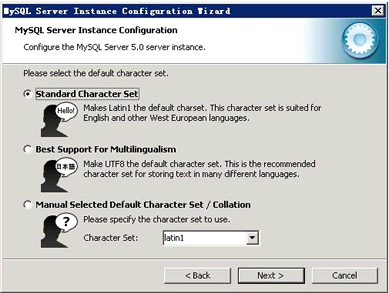 MySQL Server Instance Configuration Wizard
MySQL Server Instance Configuration
Configure the MySQL Server 5.0 server instance.
Please select the default character set.
Standard Character Set
Hello!
Makes Latin1 the default charset. This character set is suited for
English and other West European languages.
Best Support For Multilingualism
日本語
Make UTF8 the default character set. This is the recommended
character set for storing text in many different languages.
Manual Selected Default Character Set / Collation
?
Please specify the character set to use.
Character Set: latin1
< Back Next > Cancel